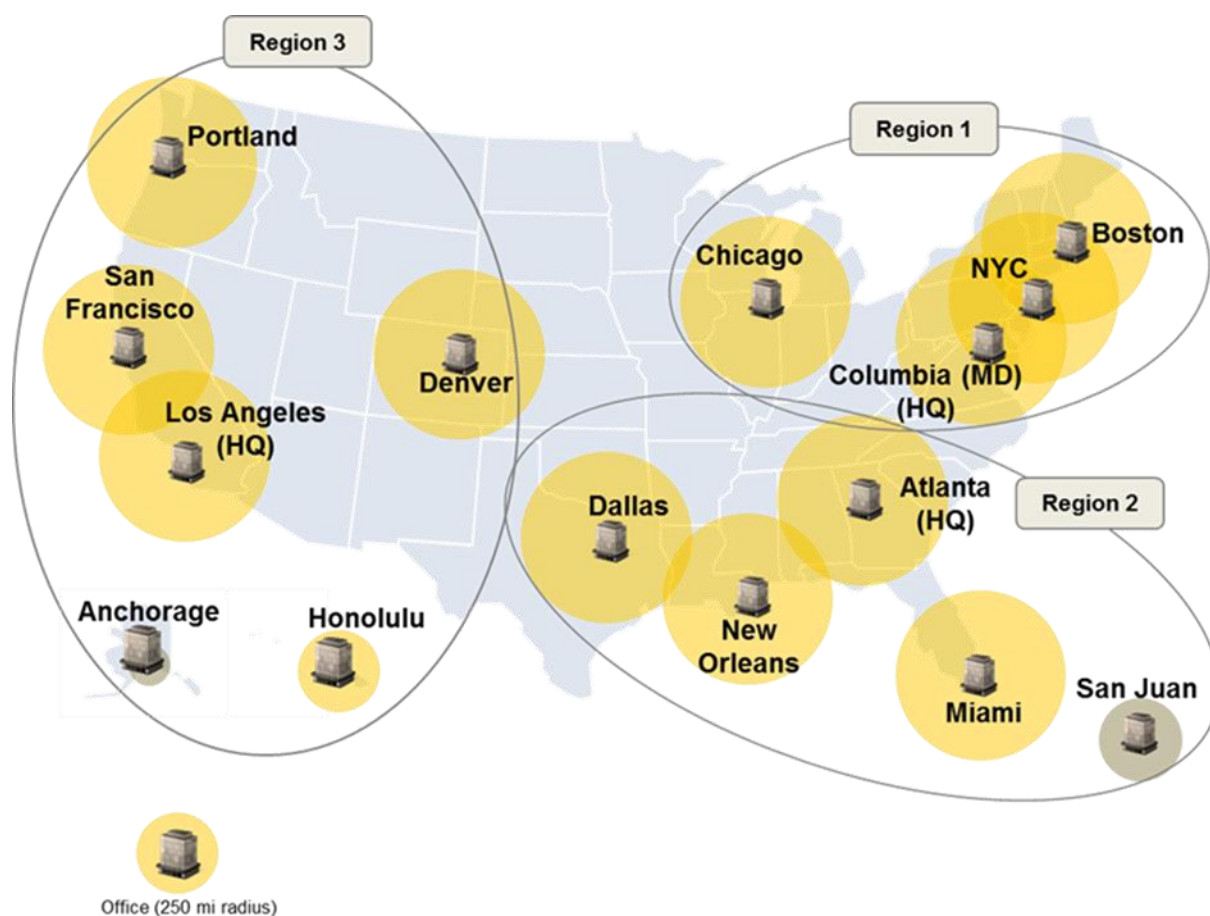 Region 3
Region 1
Portland
Boston
Chicago
NYC
San
Francisco
Denver
Columbia (MD)
(HQ)
Los Angeles
(HQ)
Dallas
Atlanta
(HQ)
Region 2
Anchorage
Honolulu
New
Orleans
San Juan
Miami
Office (250 mi radius)